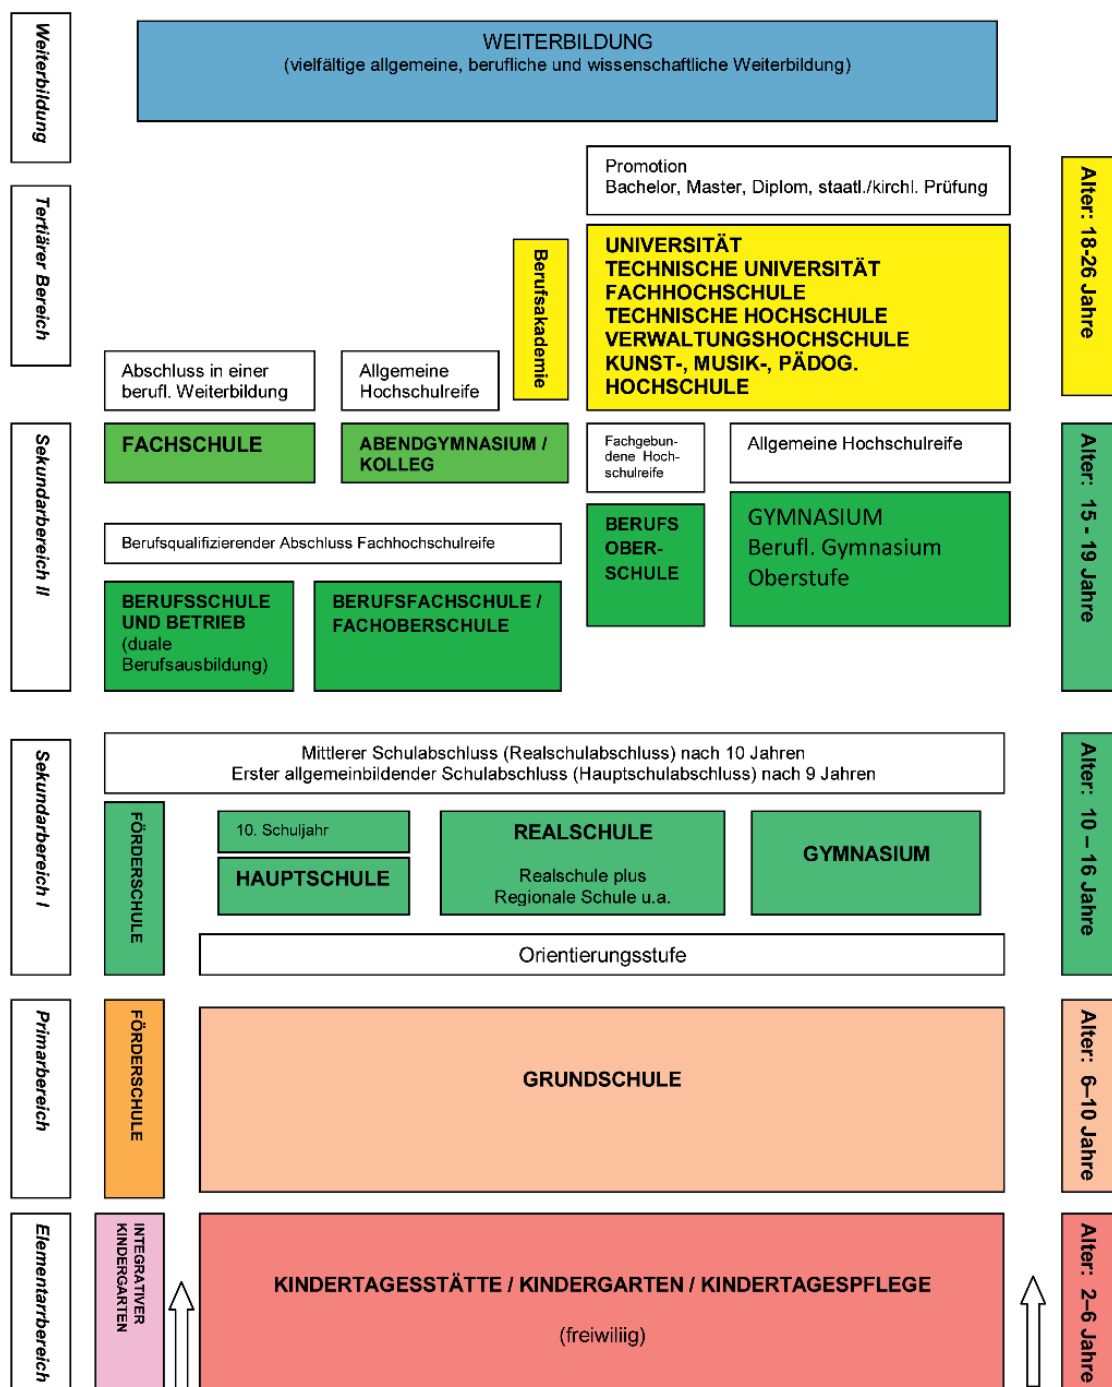 Weiterbildung
WEITERBILDUNG
(vielfältige allgemeine, berufliche und wissenschaftliche Weiterbildung)
Tertiärer Bereich
Promotion
Bachelor, Master, Diplom, staatl./kirchl. Prüfung
Alter: 18-26 Jahre
Berufsakademie
UNIVERSITÄT
TECHNISCHE UNIVERSITÄT
FACHHOCHSCHULE
TECHNISCHE HOCHSCHULE
VERWALTUNGSHOCHSCHULE
KUNST-, MUSIK-, PÄDOG.
HOCHSCHULE
Abschluss in einer
berufl. Weiterbildung
Allgemeine
Hochschulreife
Sekundarbereich II
FACHSCHULE
ABENDGYMNASIUM /
KOLLEG
Fachgebun-
dene Hoch-
schulreife
Allgemeine Hochschulreife
Alter: 15 - 19 Jahre
BERUFS
OBER-
SCHULE
GYMNASIUM
Berufl. Gymnasium
Oberstufe
Berufsqualifizierender Abschluss Fachhochschulreife
BERUFSSCHULE
UND BETRIEB
(duale
Berufsausbildung)
BERUFSFACHSCHULE /
FACHOBERSCHULE
Sekundarbereich I
Mittlerer Schulabschluss (Realschulabschluss) nach 10 Jahren
Erster allgemeinbildender Schulabschluss (Hauptschulabschluss) nach 9 Jahren
Alter: 10 – 16 Jahre
FÖRDERSCHULE
10. Schuljahr
HAUPTSCHULE
REALSCHULE
Realschule plus
Regionale Schule u.a.
GYMNASIUM
Orientierungsstufe
Primarbereich
FÖRDERSCHULE
GRUNDSCHULE
Alter: 6–10 Jahre
Elementarrbereich
INTEGRATIVER
KINDERGARTEN
KINDERTAGESSTÄTTE / KINDERGARTEN / KINDERTAGESPFLEGE
(freiwiliig)
Alter: 2–6 Jahre